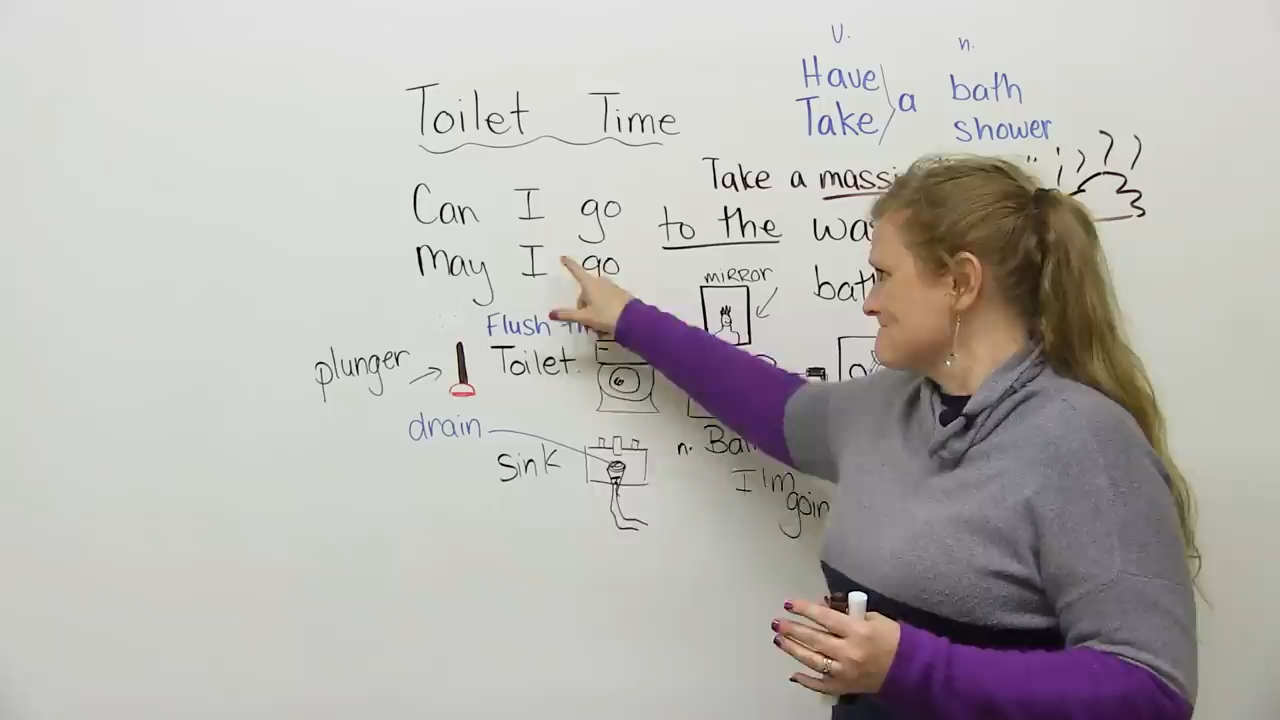 v. n.
Have
Take a bath
shower
Toilet Time
Take a
Can I go to the
May I go
mirror
Flush
Toilet.
plunger
drain
sink
n.
I'm